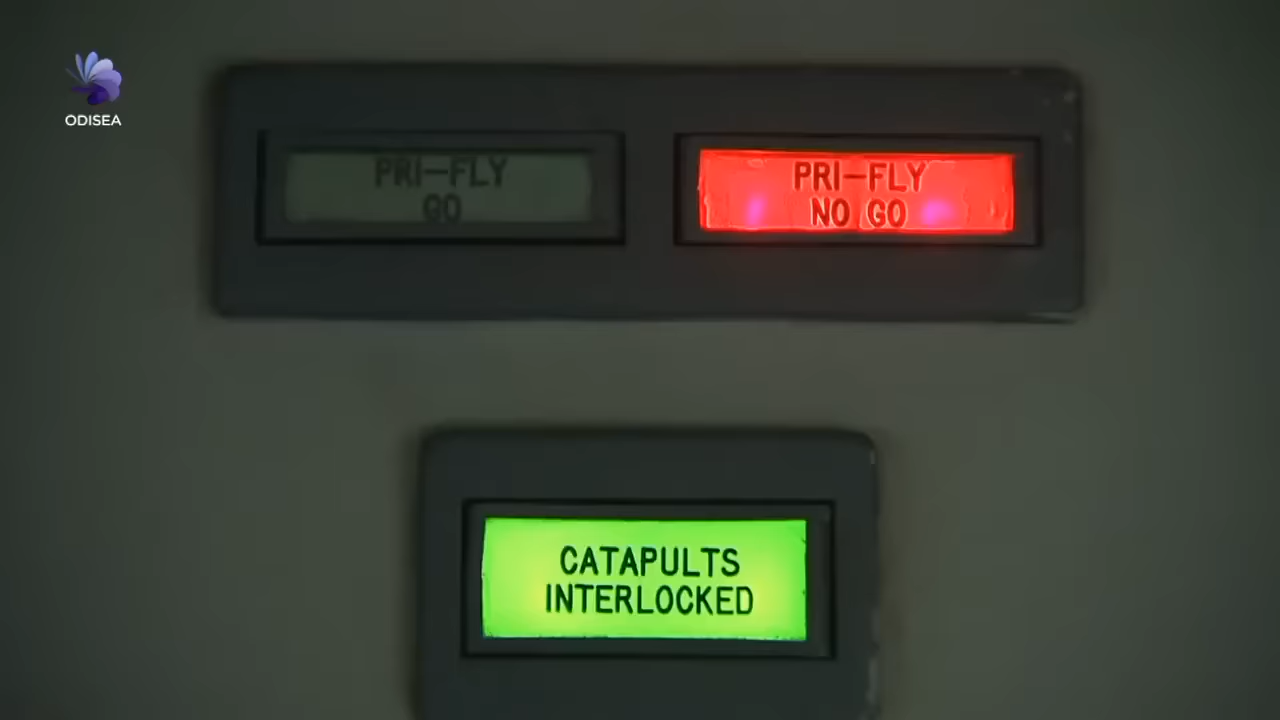 ODISEA
PRI-FLY
GO
PRI-FLY
NO GO
CATAPULTS
INTERLOCKED